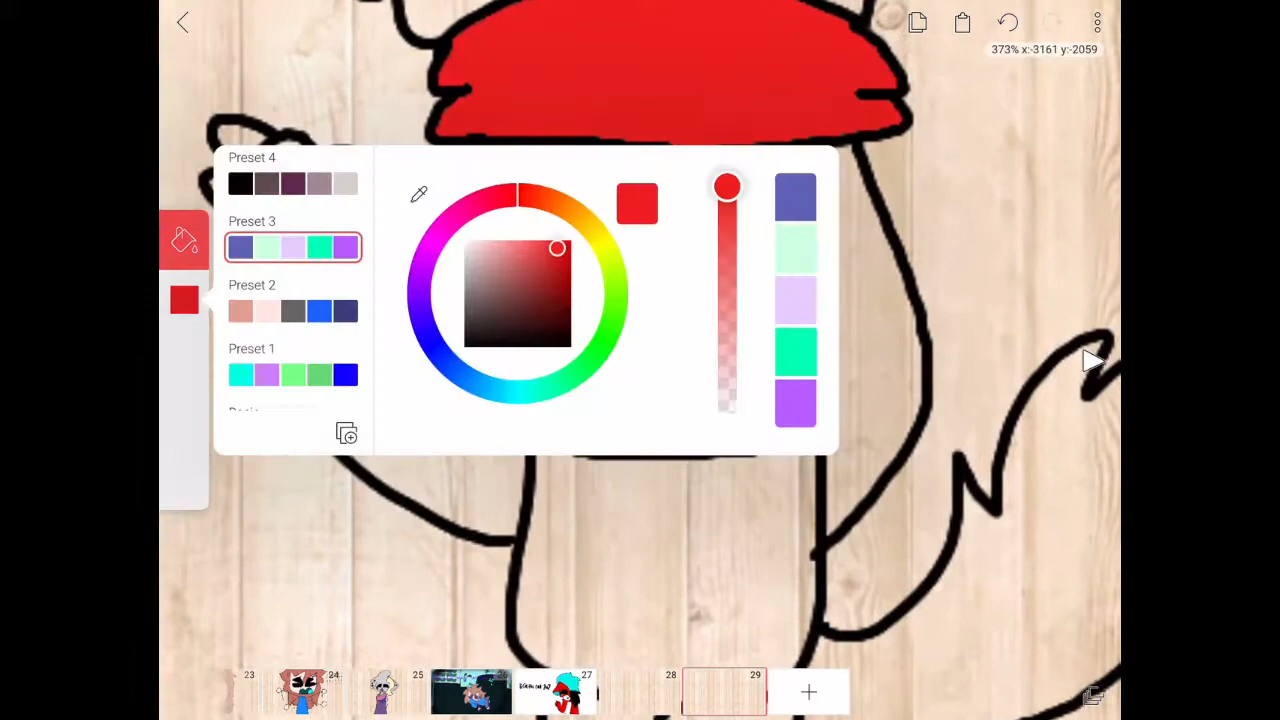 373% x:-3161 y:-2059
Preset 4
Preset 3
Preset 2
Preset 1
23
24
25
27
28
29